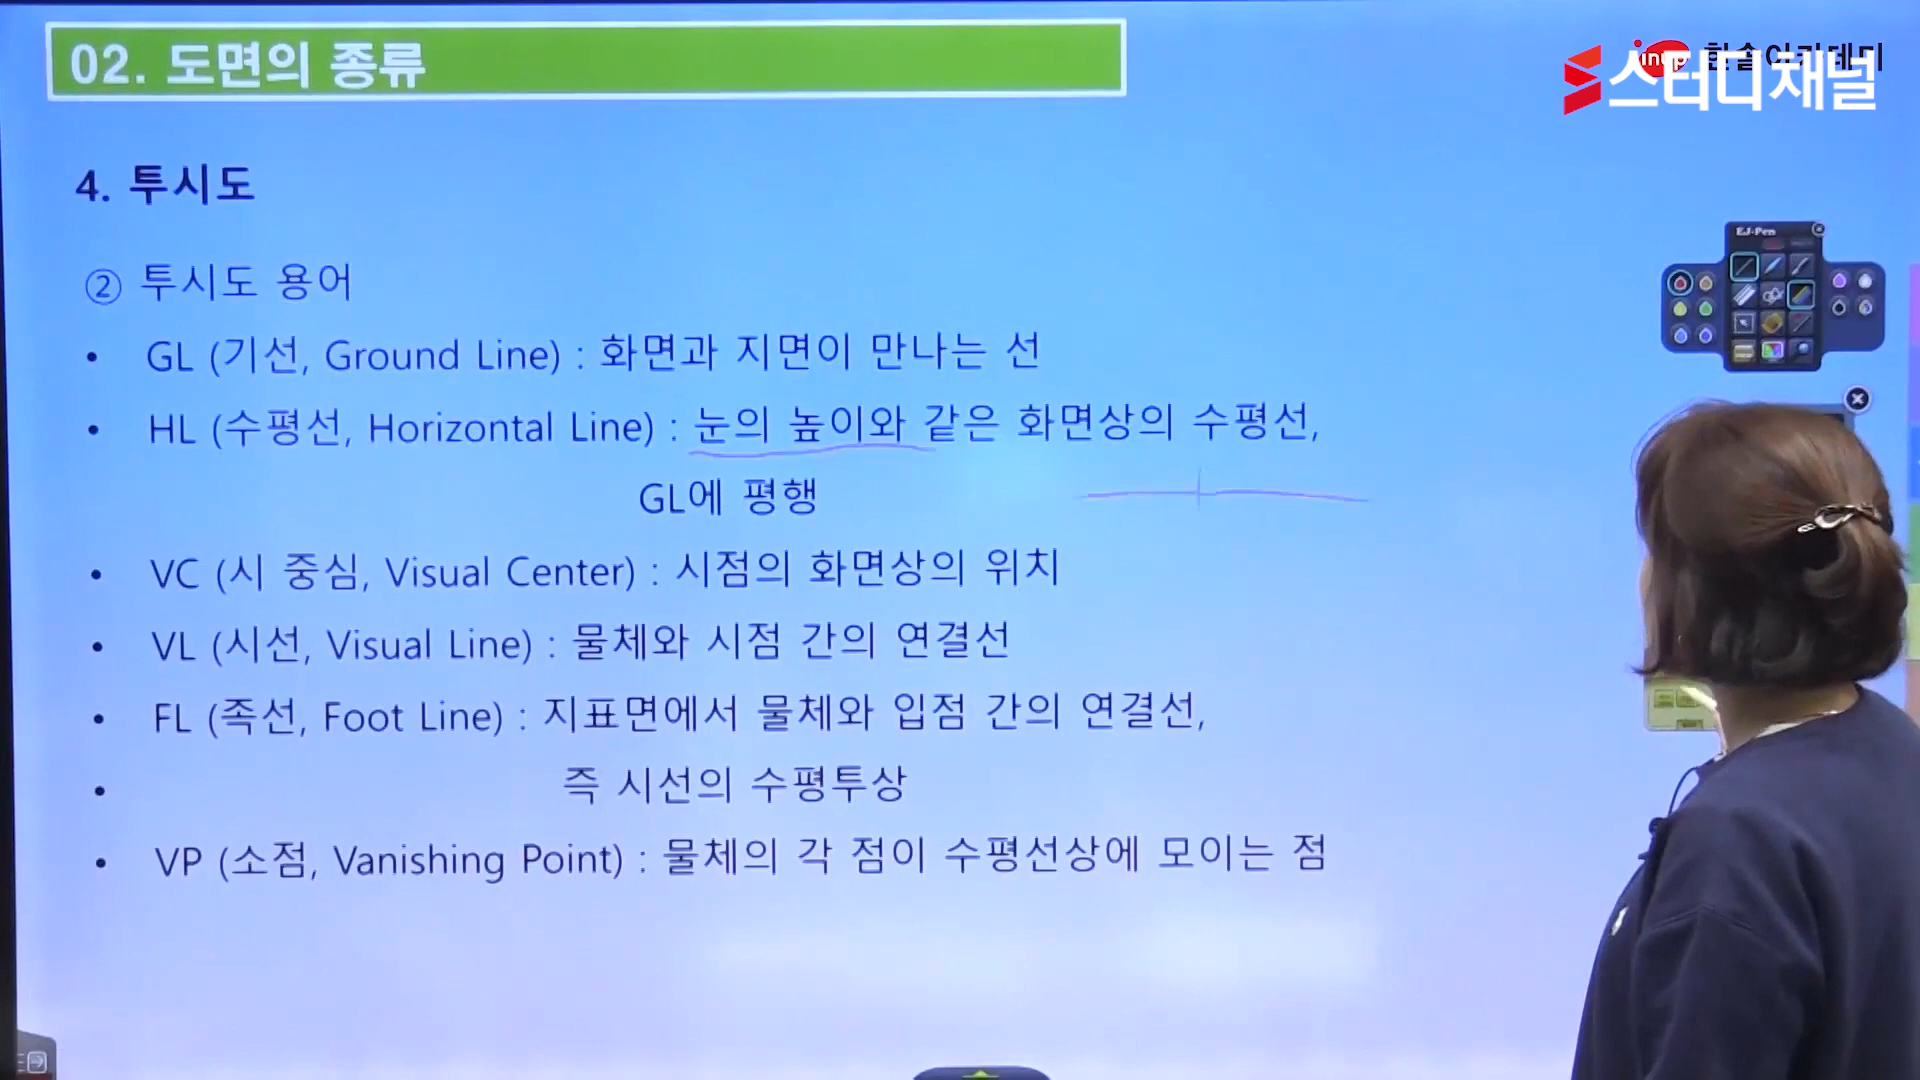 02. 도면의 종류
스터디채널
4. 투시도
② 투시도 용어
EJ-Pen
• GL (기선, Ground Line) : 화면과 지면이 만나는 선
• HL (수평선, Horizontal Line) : 눈의 높이와 같은 화면상의 수평선,
GL에 평행
• VC (시 중심, Visual Center) : 시점의 화면상의 위치
• VL (시선, Visual Line) : 물체와 시점 간의 연결선
• FL (족선, Foot Line) : 지표면에서 물체와 입점 간의 연결선,
• 즉 시선의 수평투상
• VP (소점, Vanishing Point) : 물체의 각 점이 수평선상에 모이는 점